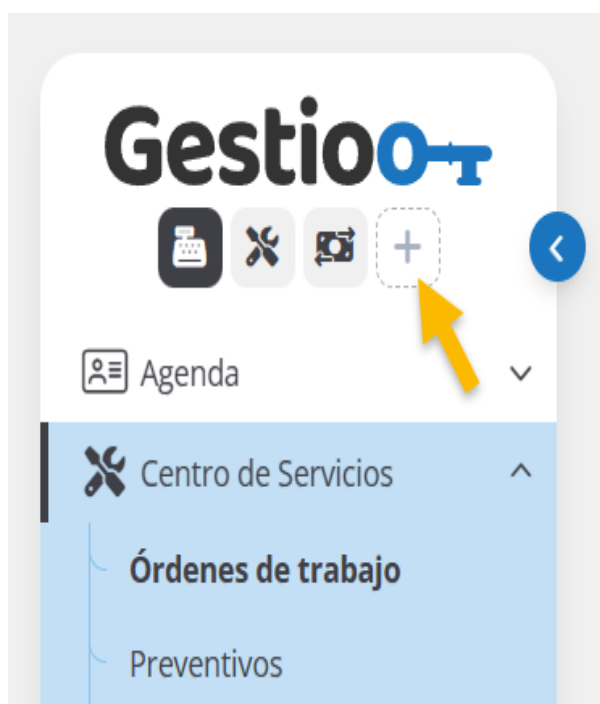 Gestioo
Agenda
Centro de Servicios
Órdenes de trabajo
Preventivos